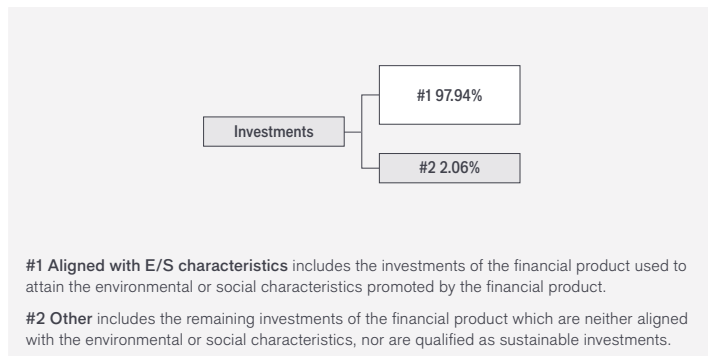 #1 97.94%
Investments
#2 2.06%
#1 Aligned with E/S characteristics includes the investments of the financial product used to
attain the environmental or social characteristics promoted by the financial product.
#2 Other includes the remaining investments of the financial product which are neither aligned
with the environmental or social characteristics, nor are qualified as sustainable investments.